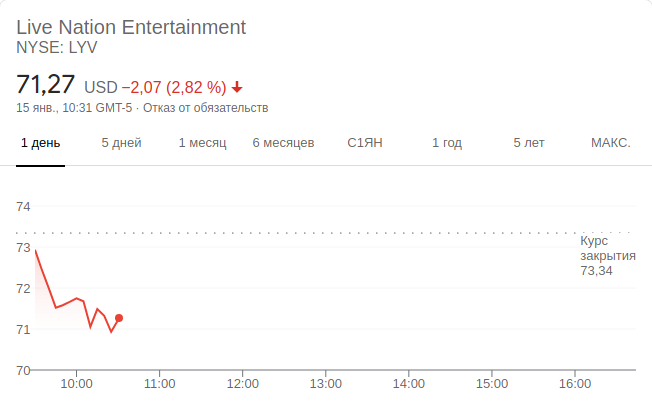 Live Nation Entertainment
NYSE: LYV
71,27 USD −2,07 (2,82 %)
15 янв., 10:31 GMT-5 · Отказ от обязательств
1 день 5 дней 1 месяц 6 месяцев С1ЯН 1 год 5 лет МАКС.
74
73
72
71
70
Курс
закрытия
73,34
10:00 11:00 12:00 13:00 14:00 15:00 16:00